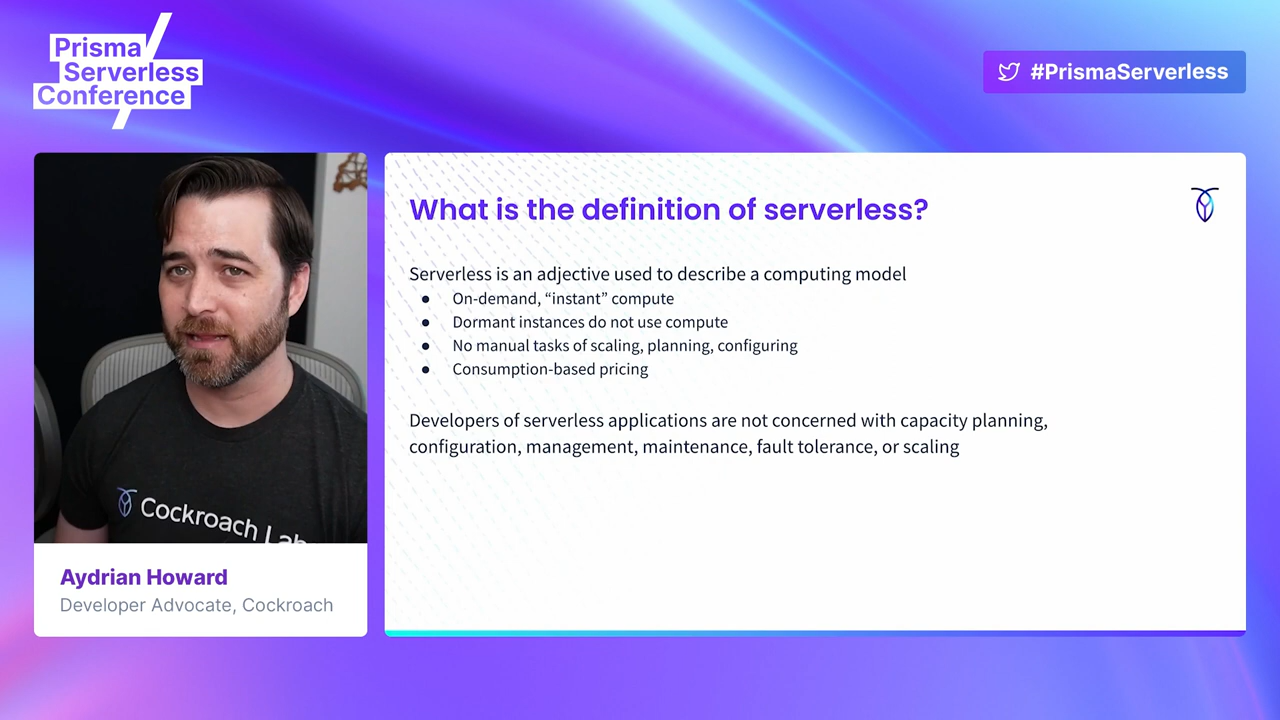 Prisma
Serverless
Conference
#PrismaServerless
What is the definition of serverless?
Serverless is an adjective used to describe a computing model
● On-demand, “instant” compute
● Dormant instances do not use compute
● No manual tasks of scaling, planning, configuring
● Consumption-based pricing
Developers of serverless applications are not concerned with capacity planning,
configuration, management, maintenance, fault tolerance, or scaling
Cockroach Lab
Aydrian Howard
Developer Advocate, Cockroach